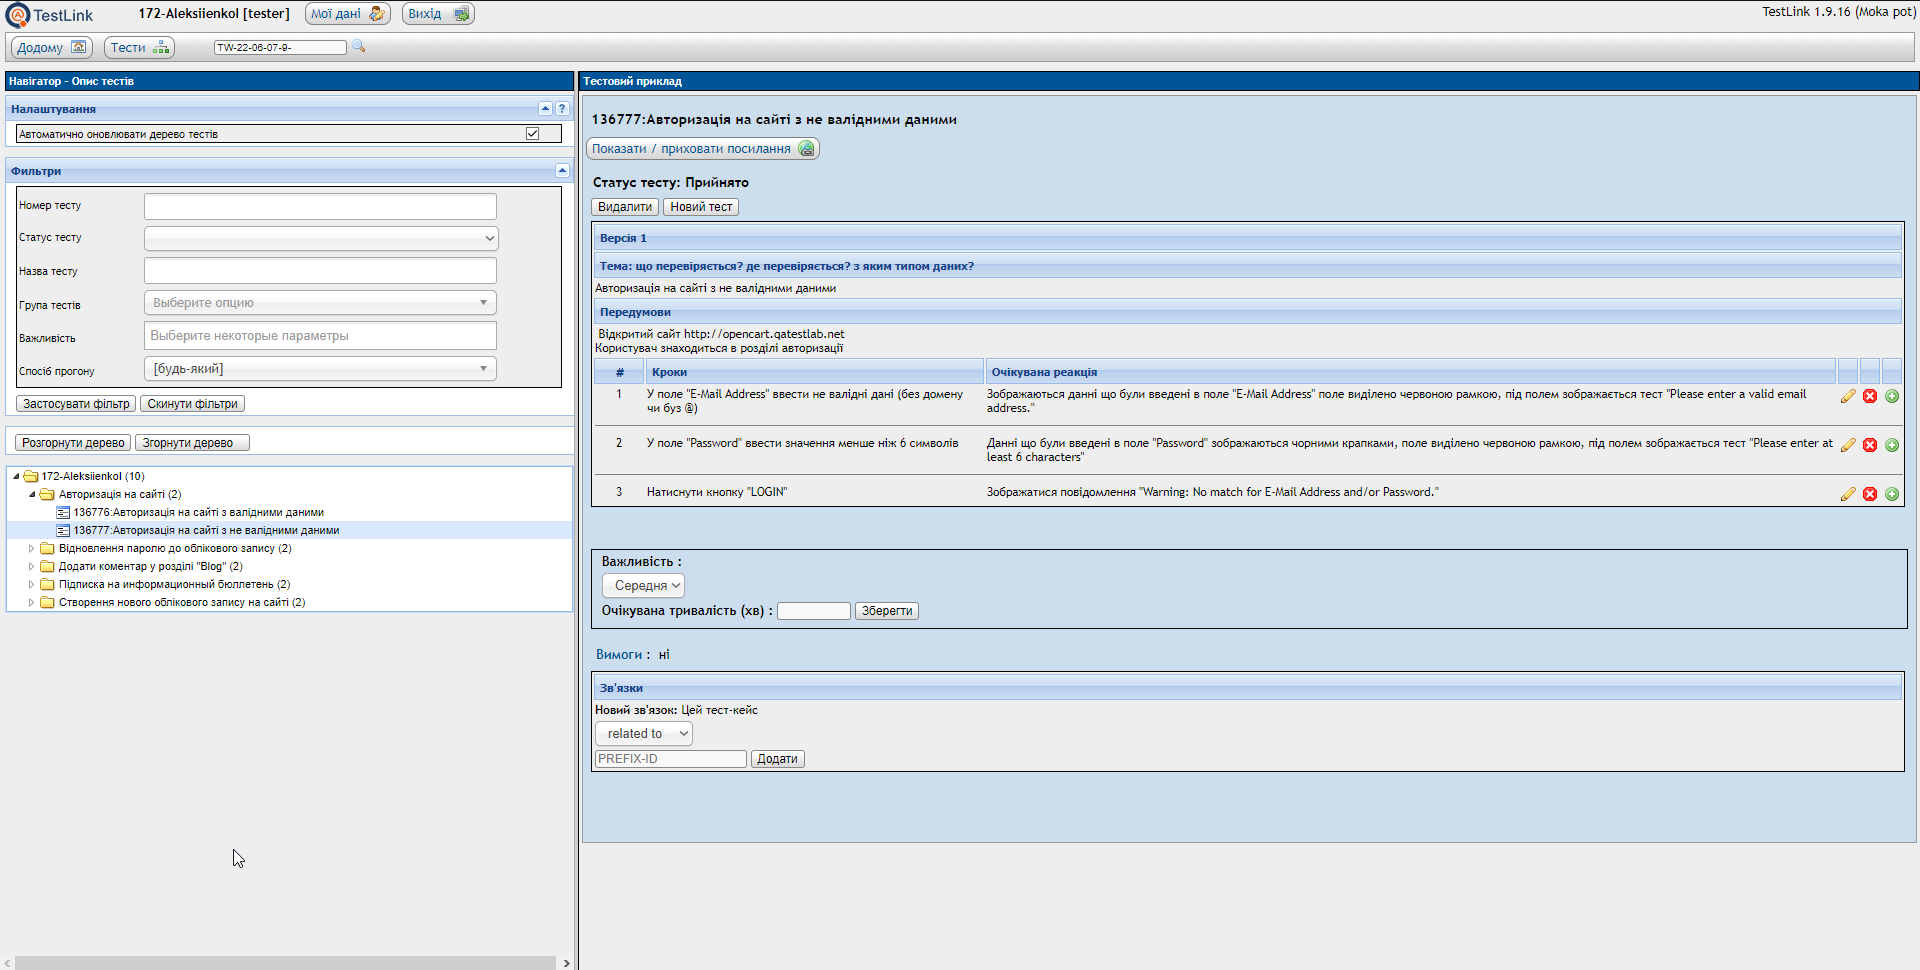 TestLink
172-Aleksiienkol [tester]
Мої дані
Вихід
TestLink 1.9.16 (Moka pot)
Додому
Тести
TW-22-06-07-9-
Навігатор - Опис тестів
Налаштування
?
Автоматично оновлювати дерево тестів
Фильтри
Номер тесту
Статус тесту
Назва тесту
Група тестів
Выберите опцию
Важливість
Выберите некоторые параметры
Спосіб прогону
[будь-який]
Застосувати фільтр
Скинути фільтри
Розгорнути дерево
Згорнути дерево
172-Aleksiienkol (10)
Авторизація на сайті (2)
136776:Авторизація на сайті з валідними даними
136777:Авторизація на сайті з не валідними даними
Відновлення паролю до облікового запису (2)
Додати коментар у розділі "Blog" (2)
Підписка на информационный бюллетень (2)
Створення нового облікового запису на сайті (2)
Тестовий приклад
136777:Авторизація на сайті з не валідними даними
Показати / приховати посилання
Статус тесту: Прийнято
Видалити
Новий тест
Версія 1
Тема: що перевіряється? де перевіряється? з яким типом даних?
Авторизація на сайті з не валідними даними
Передумови
Відкритий сайт http://opencart.qatestlab.net
Користувач знаходиться в розділі авторизації
# Кроки Очікувана реакція
1 У поле "E-Mail Address" ввести не валідні дані (без домену чи буз @) Зображаються данні що були введені в поле "E-Mail Address" поле виділено червоною рамкою, під полем зображається тест "Please enter a valid email address."
2 У поле "Password" ввести значення менше ніж 6 символів Данні що були введені в поле "Password" зображаються чорними крапками, поле виділено червоною рамкою, під полем зображається тест "Please enter at least 6 characters"
3 Натиснути кнопку "LOGIN" Зображатися повідомлення "Warning: No match for E-Mail Address and/or Password."
Важливість :
Середня
Очікувана тривалість (хв) :
Зберегти
Вимоги : ні
Зв'язки
Новий зв'язок: Цей тест-кейс
related to
PREFIX-ID
Додати